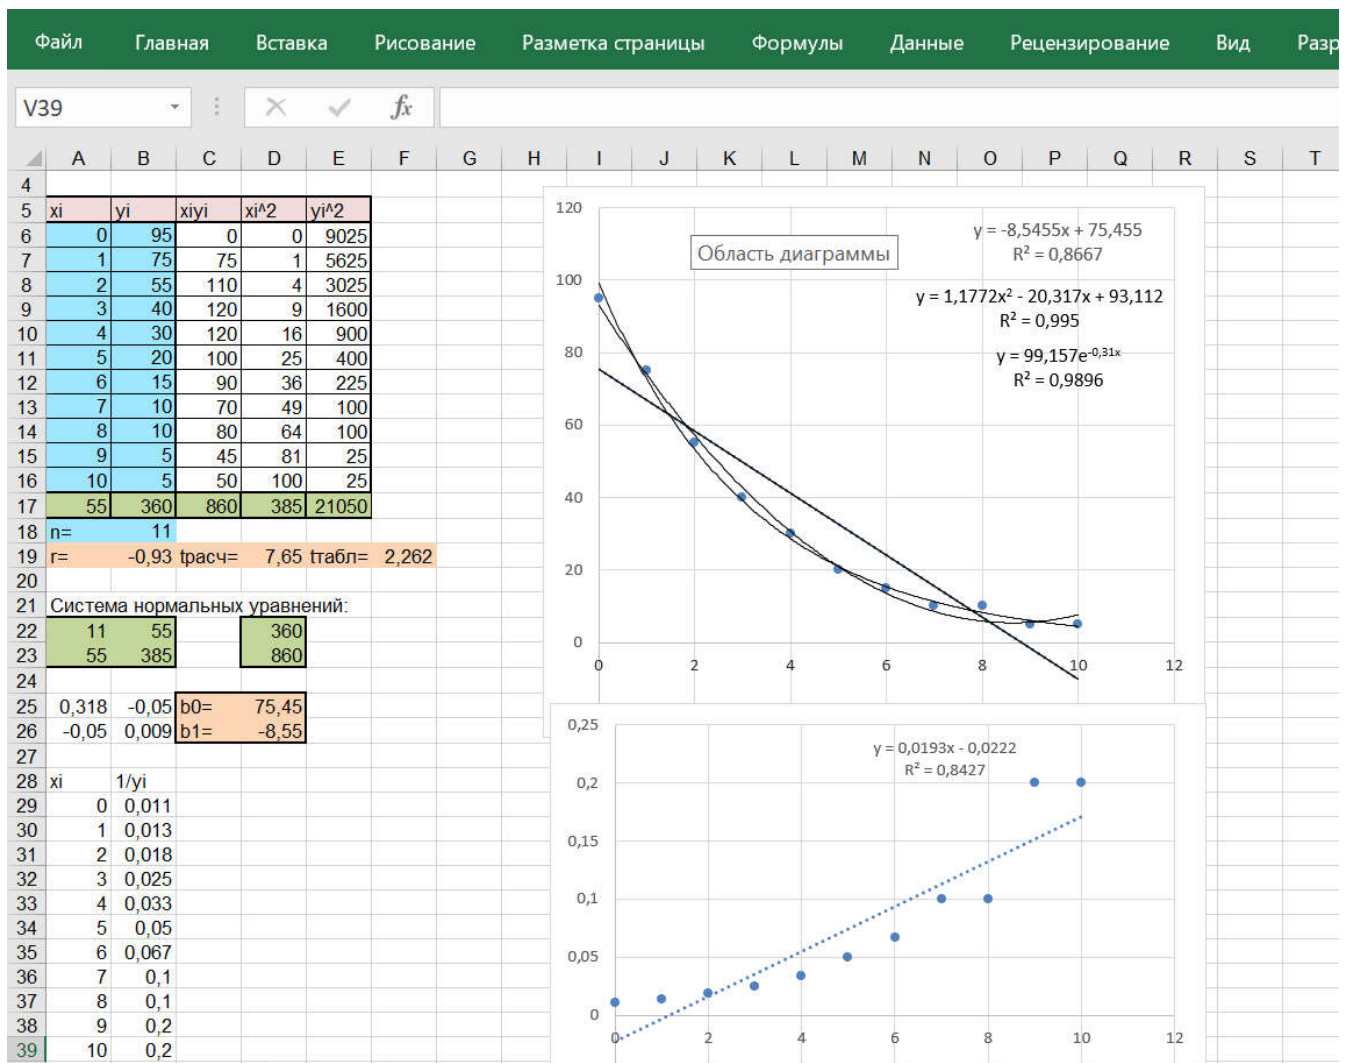 Файл Главная Вставка Рисование Разметка страницы Формулы Данные Рецензирование Вид Разр
V39 fx
A B C D E F G H I J K L M N O P Q R S T
4
5 xi yi xiyi xi^2 yi^2
6 0 95 0 0 9025
7 1 75 75 1 5625
8 2 55 110 4 3025
9 3 40 120 9 1600
10 4 30 120 16 900
11 5 20 100 25 400
12 6 15 90 36 225
13 7 10 70 49 100
14 8 10 80 64 100
15 9 5 45 81 25
16 10 5 50 100 25
17 55 360 860 385 21050
18 n= 11
19 r= -0,93 tрасч= 7,65 tтабл= 2,262
20
21 Система нормальных уравнений:
22 11 55 360
23 55 385 860
24
25 0,318 -0,05 b0= 75,45
26 -0,05 0,009 b1= -8,55
27
28 xi 1/yi
29 0 0,011
30 1 0,013
31 2 0,018
32 3 0,025
33 4 0,033
34 5 0,05
35 6 0,067
36 7 0,1
37 8 0,1
38 9 0,2
39 10 0,2
120
100
80
60
40
20
0
0 2 4 6 8 10 12
Область диаграммы
y = -8,5455x + 75,455
R² = 0,8667
y = 1,1772x² - 20,317x + 93,112
R² = 0,995
y = 99,157e^-0,31x
R² = 0,9896
0,25
0,2
0,15
0,1
0,05
0
0 2 4 6 8 10 12
y = 0,0193x - 0,0222
R² = 0,8427